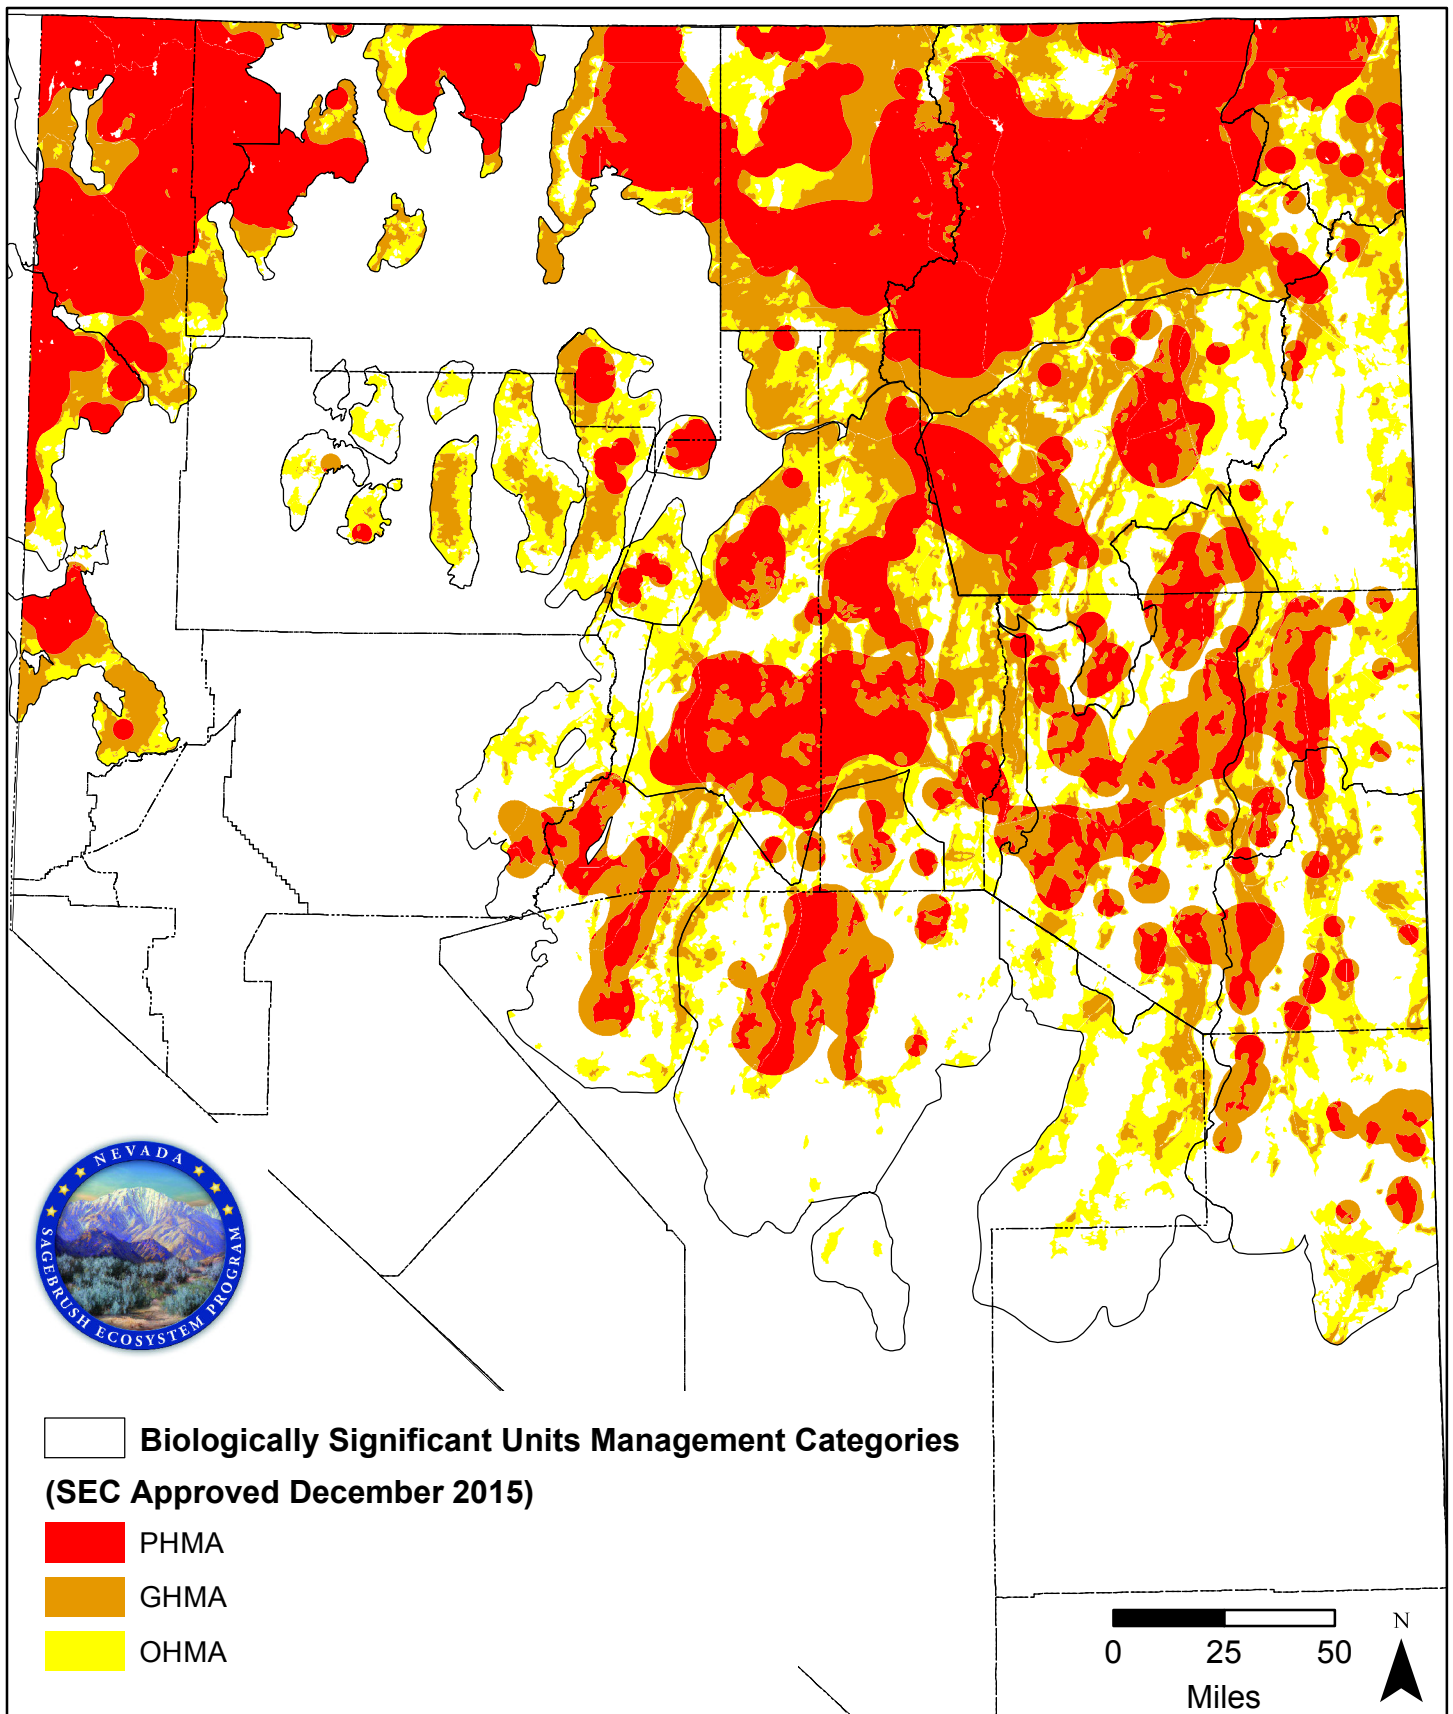 NEVADA
SAGEBRUSH ECOSYSTEM PROGRAM
Biologically Significant Units Management Categories
(SEC Approved December 2015)
PHMA
GHMA
OHMA
0 25 50
Miles
N